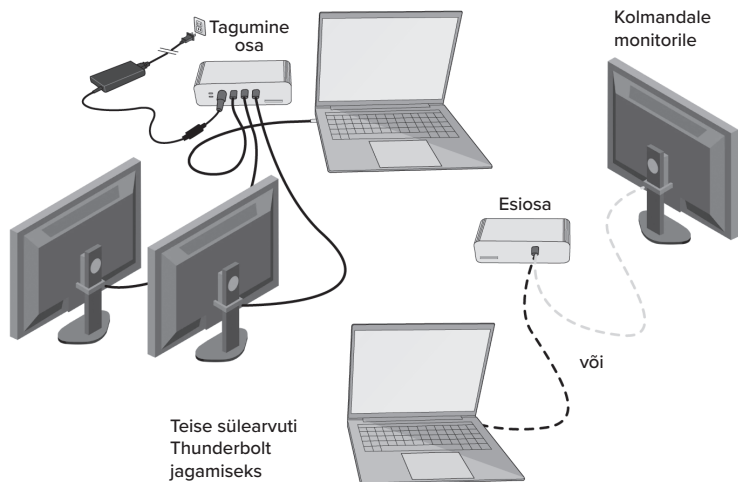 Tagumine
osa
Kolmandale
monitorile
Esiosa
või
Teise sülearvuti
Thunderbolt
jagamiseks